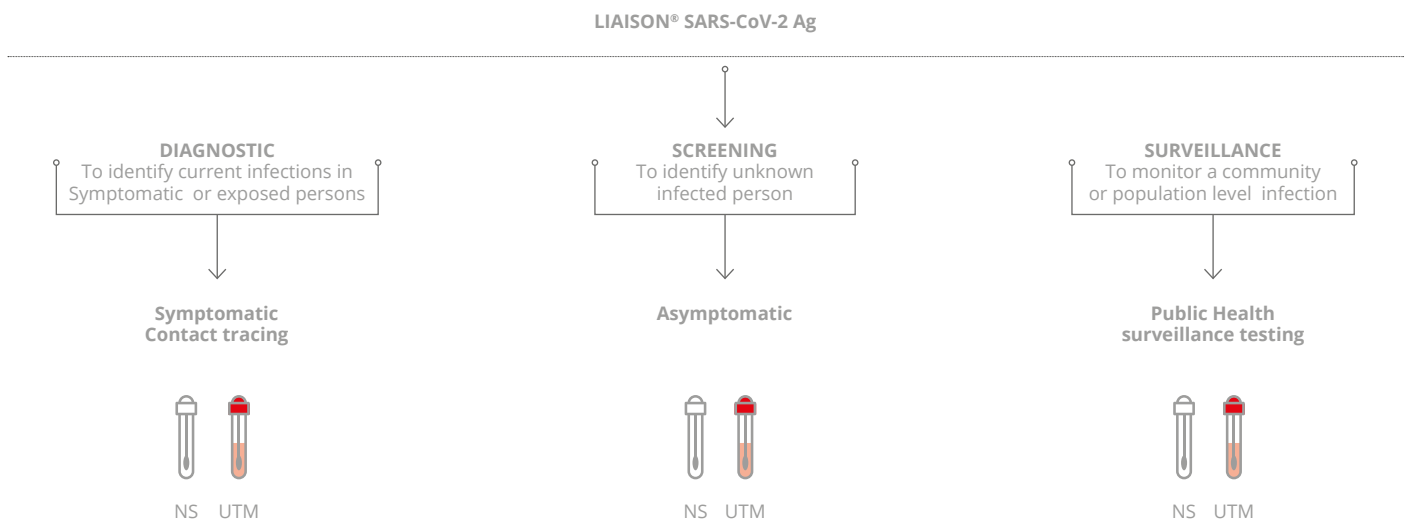 LIAISON® SARS-CoV-2 Ag
DIAGNOSTIC
To identify current infections in
Symptomatic or exposed persons
SCREENING
To identify unknown
infected person
SURVEILLANCE
To monitor a community
or population level infection
Symptomatic
Contact tracing
Asymptomatic
Public Health
surveillance testing
NS UTM
NS UTM
NS UTM